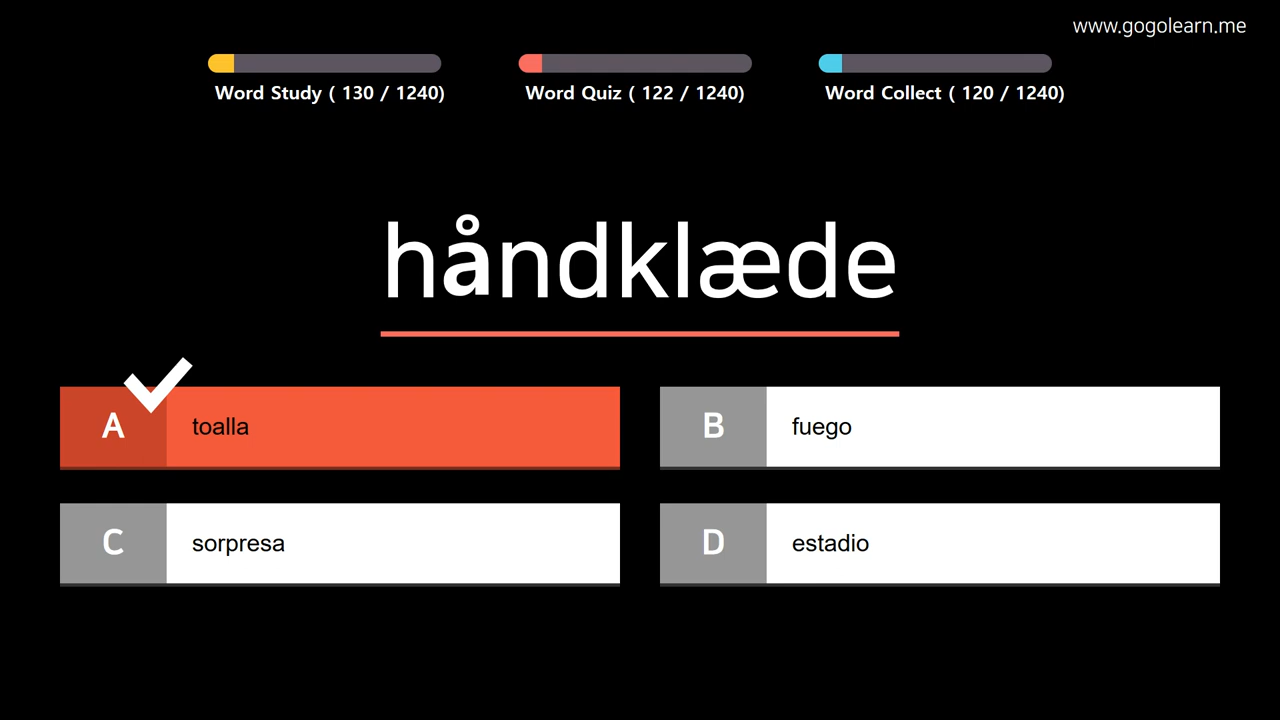 www.gogolearn.me
Word Study ( 130 / 1240)
Word Quiz ( 122 / 1240)
Word Collect ( 120 / 1240)
håndklæde
A toalla
B fuego
C sorpresa
D estadio